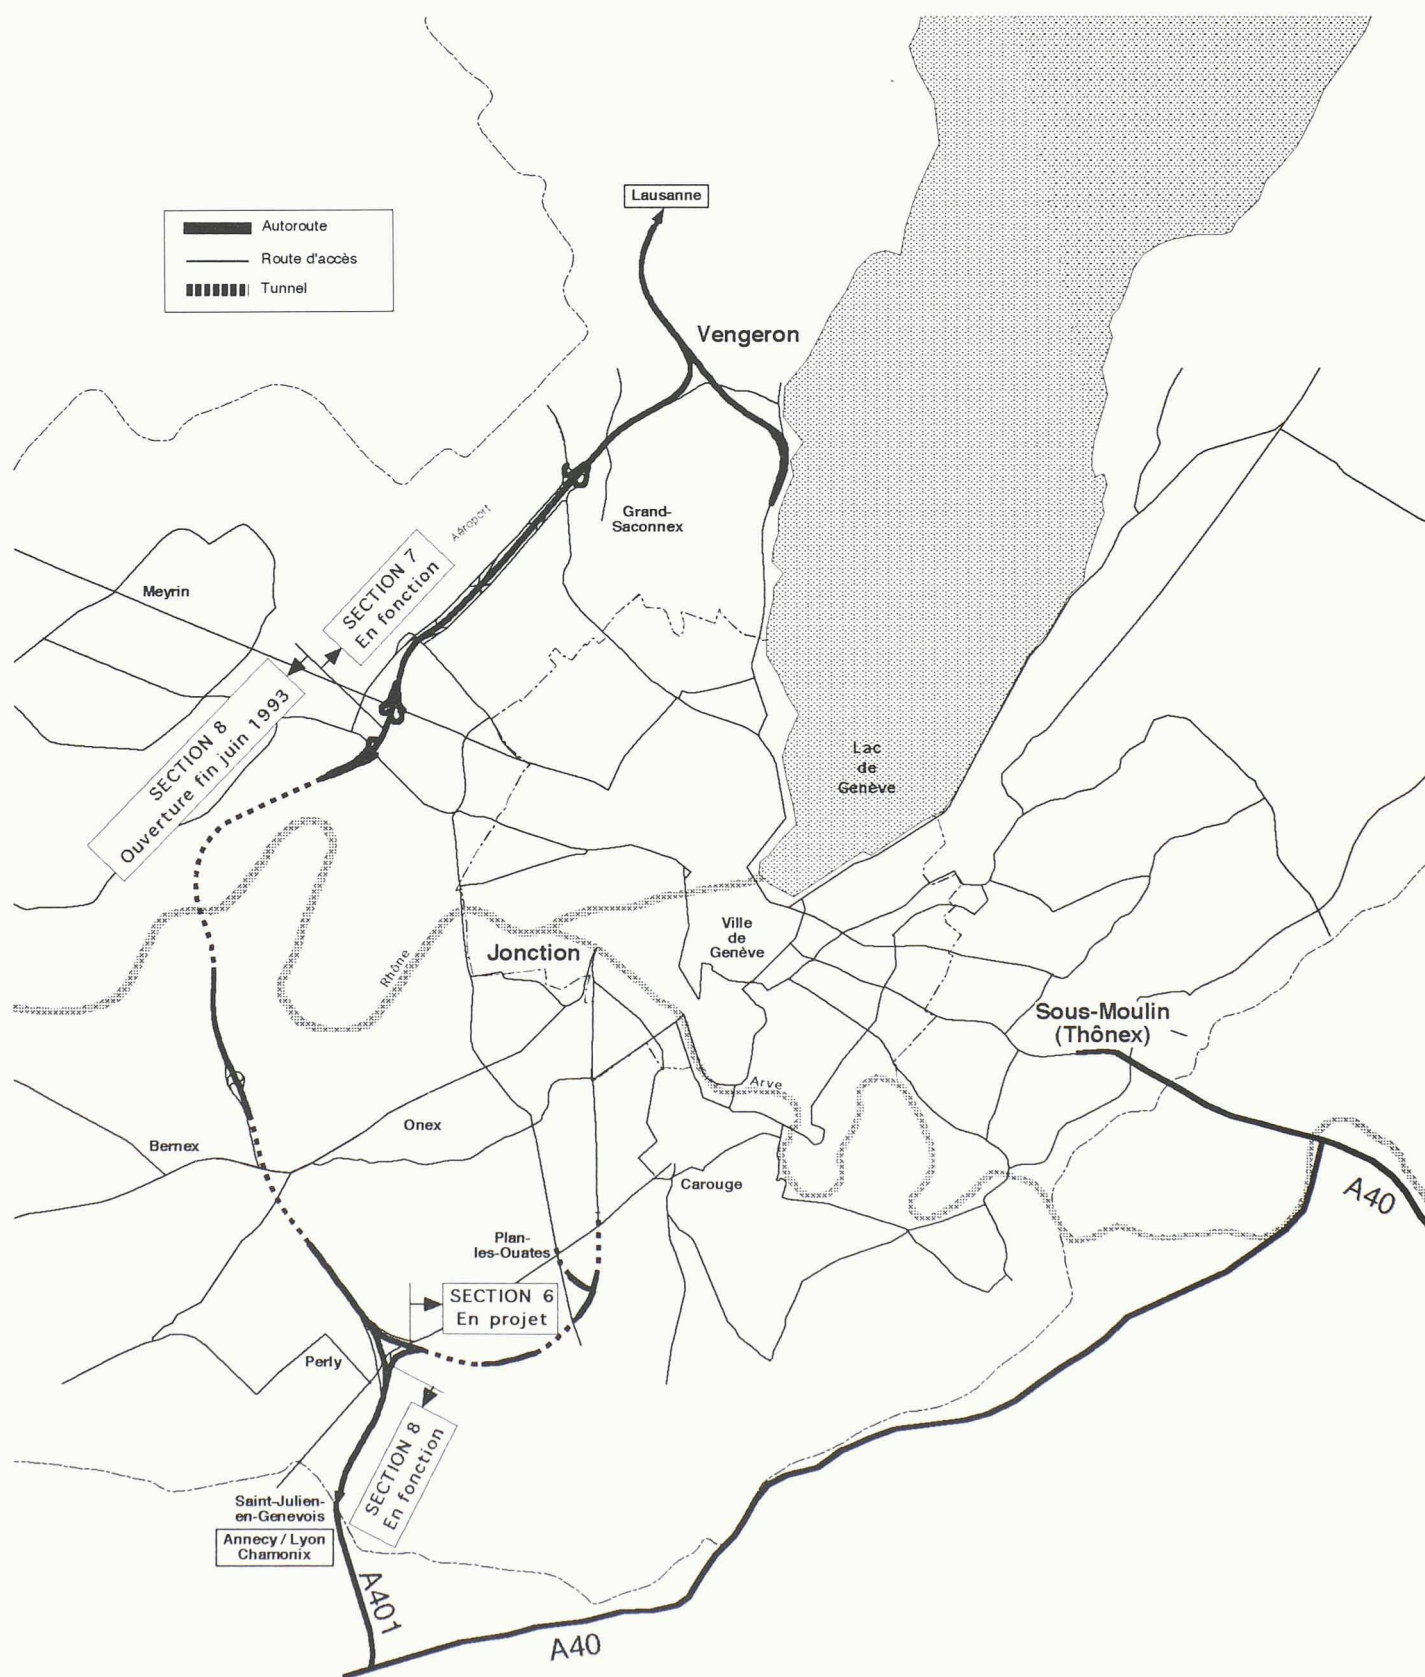 Lausanne
Autoroute
Route d'accès
Tunnel
Vengeron
Grand-
Saconnex
Aéroport
SECTION 7
En fonction
Meyrin
SECTION 8
Ouverture fin juin 1993
Lac
de
Genève
Ville
de
Genève
Jonction
Rhône
Sous-Moulin
(Thônex)
Arve
Onex
Bernex
Carouge
A40
Plan-
les-Ouates
SECTION 6
En projet
Perly
SECTION 8
En fonction
Saint-Julien-
en-Genevois
Annecy / Lyon
Chamonix
A401
A40